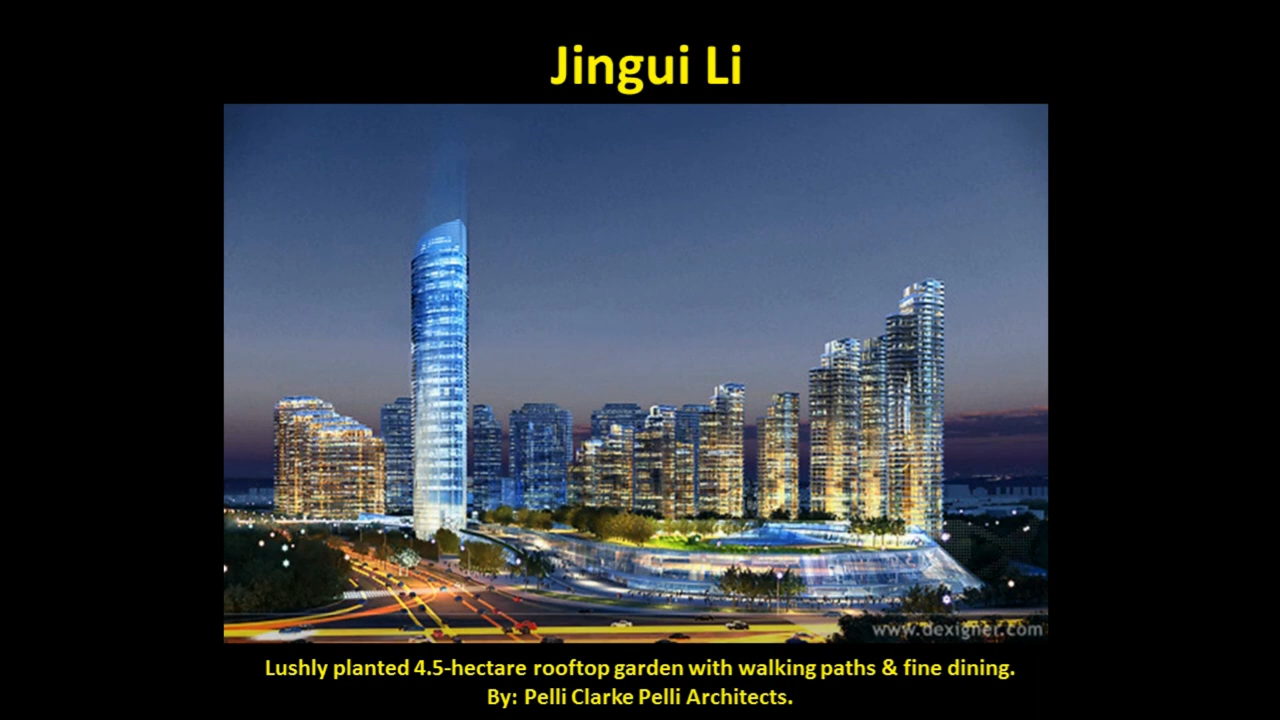 Jingui Li
www.dexigner.com
Lushly planted 4.5-hectare rooftop garden with walking paths & fine dining.
By: Pelli Clarke Pelli Architects.